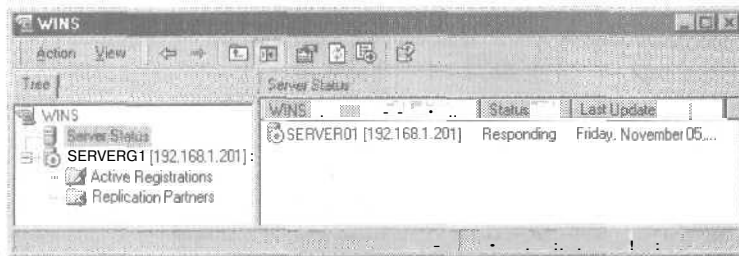 WINS
Action View
Tree
Server Status
WINS
Server Status
SERVERG1 [192.168.1.201] :
Active Registrations
Replication Partners
WINS Status Last Update
SERVER01 [192.168.1.201] Responding Friday, November 05,...